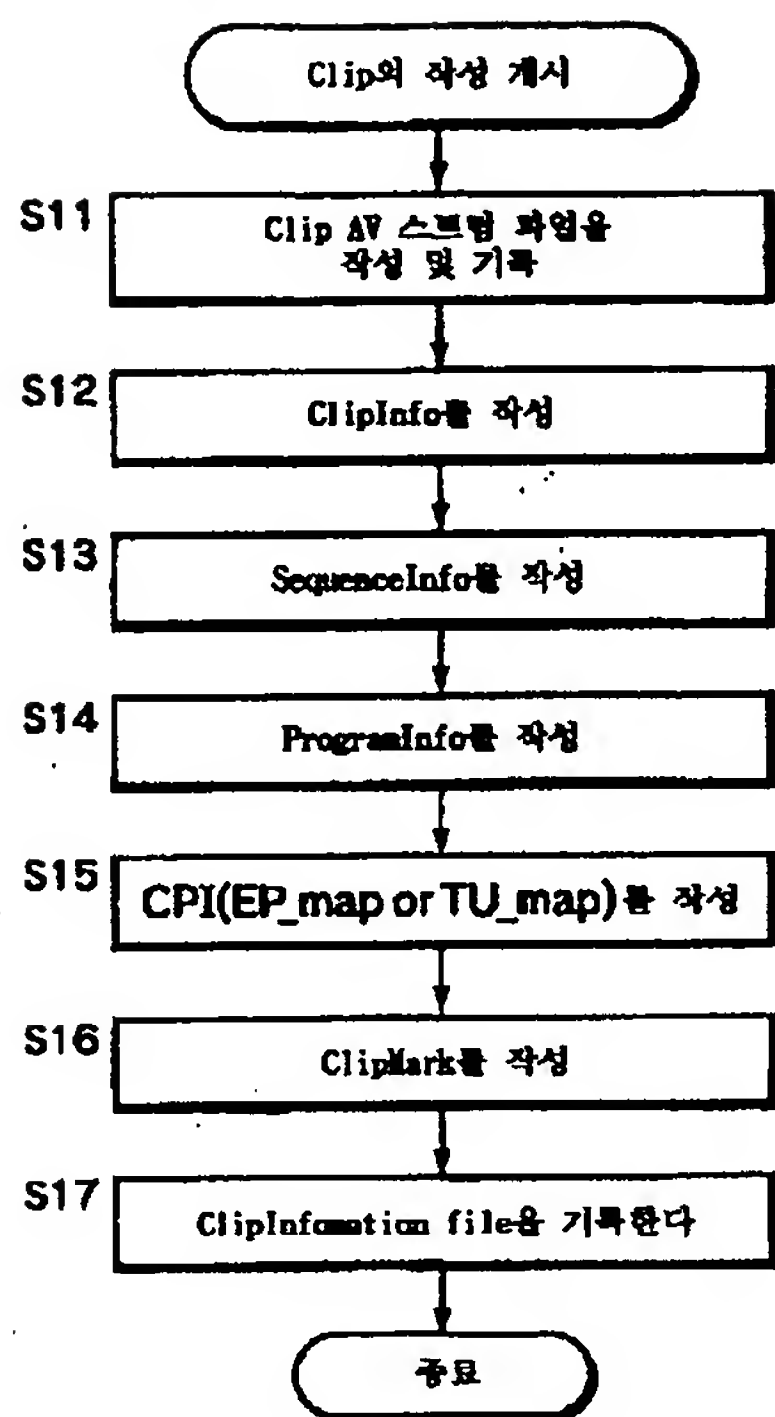 Clip의 작성 개시
S11
Clip AV 스트림 파일을
작성 및 기록
S12
ClipInfo를 작성
S13
SequenceInfo를 작성
S14
ProgramInfo를 작성
S15
CPI(EP_map or TU_map)를 작성
S16
ClipMark를 작성
S17
ClipInfomation file을 기록한다
종료